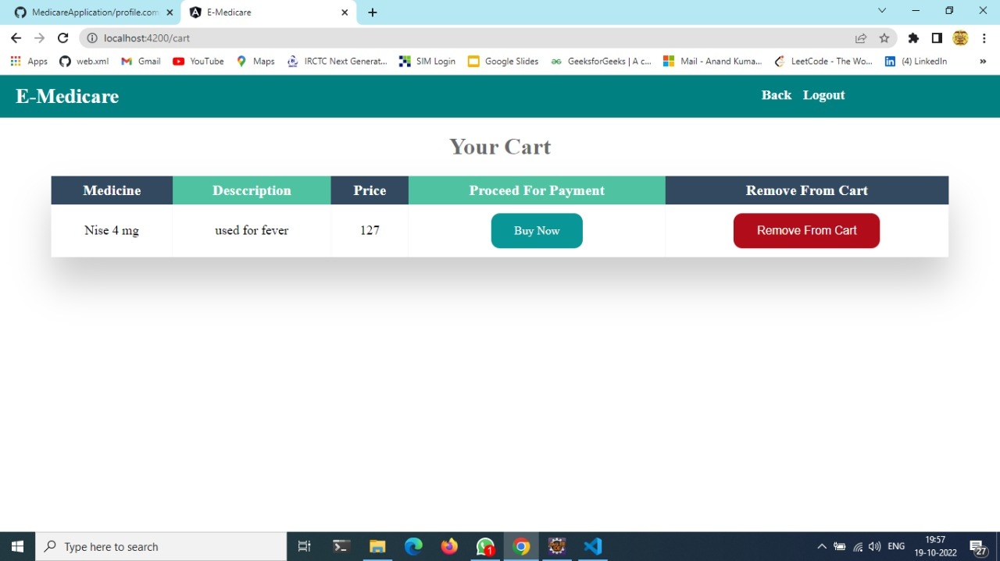 MedicareApplication/profile.com
E-Medicare
localhost:4200/cart
Apps web.xml Gmail YouTube Maps IRCTC Next Generat... SIM Login Google Slides GeeksforGeeks | A c... Mail - Anand Kuma... LeetCode - The Wo... (4) LinkedIn »
E-Medicare Back Logout
Your Cart
Medicine Desccription Price Proceed For Payment Remove From Cart
Nise 4 mg used for fever 127 Buy Now Remove From Cart
Type here to search
1
ENG
19:57
19-10-2022
27